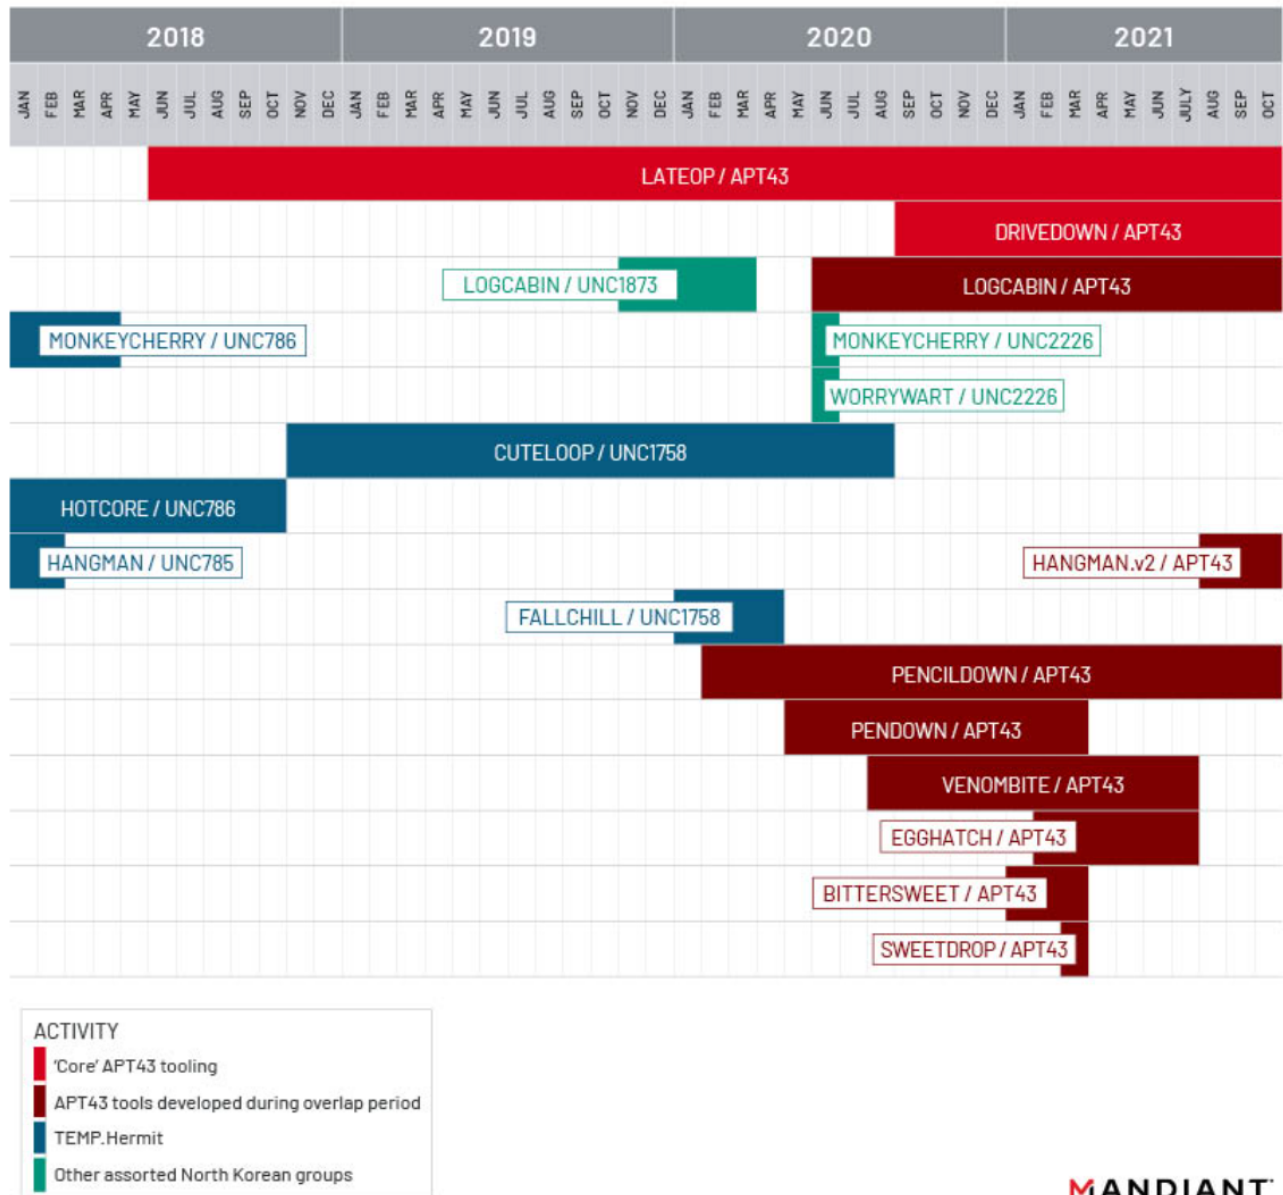 2018 2019 2020 2021
JAN FEB MAR APR MAY JUN JUL AUG SEP OCT NOV DEC JAN FEB MAR APR MAY JUN JUL AUG SEP OCT NOV DEC JAN FEB MAR APR MAY JUN JUL AUG SEP OCT NOV DEC JAN FEB MAR APR MAY JUN JULY AUG SEP OCT
LATEOP / APT43
DRIVEDOWN / APT43
LOGCABIN / UNC1873 LOGCABIN / APT43
MONKEYCHERRY / UNC786 MONKEYCHERRY / UNC2226
WORRYWART / UNC2226
CUTELOOP / UNC1758
HOTCORE / UNC786
HANGMAN / UNC785 HANGMAN.v2 / APT43
FALLCHILL / UNC1758
PENCILDOWN / APT43
PENDOWN / APT43
VENOMBITE / APT43
EGGHATCH / APT43
BITTERSWEET / APT43
SWEETDROP / APT43
ACTIVITY
'Core' APT43 tooling
APT43 tools developed during overlap period
TEMP.Hermit
Other assorted North Korean groups
MANDIANT